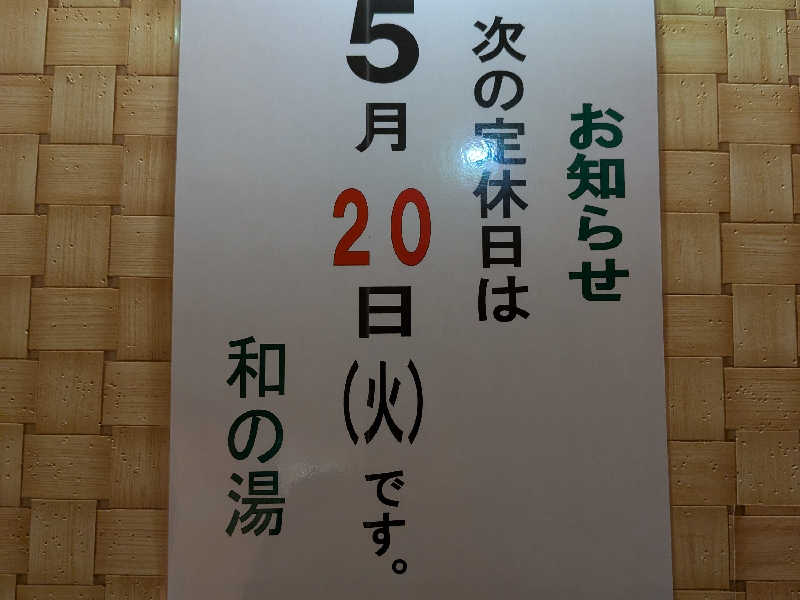 お知らせ
次の定休日は
5月20日(火)です。
和の湯